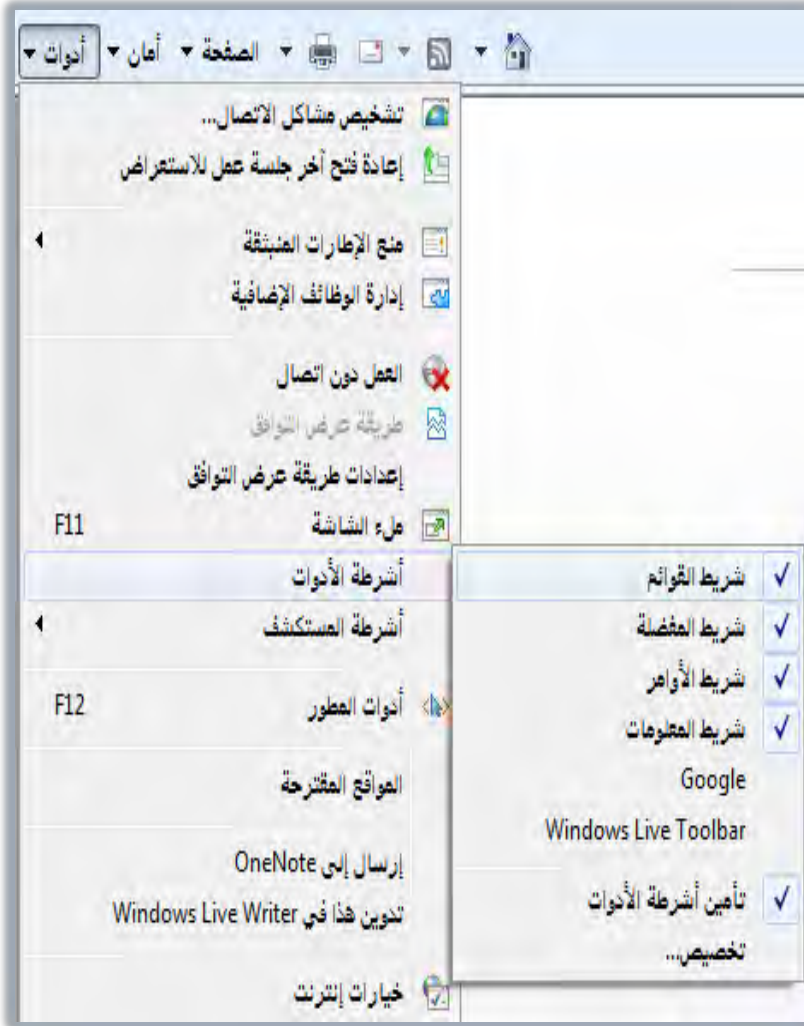 الصفحة أمان أدوات
تشخيص مشاكل الاتصال...
إعادة فتح آخر جلسة عمل للاستعراض
منع الإطارات المنبثقة
إدارة الوظائف الإضافية
العمل دون اتصال
طريقة عرض التوافق
إعدادات طريقة عرض التوافق
ملء الشاشة F11
أشرطة الأدوات
أشرطة المستكشف
أدوات المطور F12
المواقع المقترحة
إرسال إلى OneNote
تدوين هذا في Windows Live Writer
خيارات إنترنت
شريط القوائم
شريط المفضلة
شريط الأوامر
شريط المعلومات
Google
Windows Live Toolbar
تأمين أشرطة الأدوات
تخصيص...